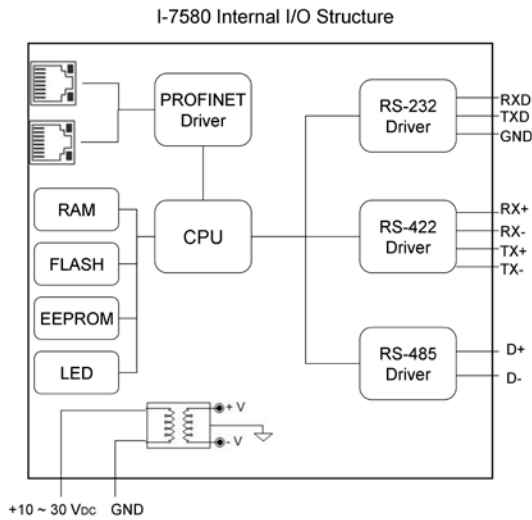 I-7580 Internal I/O Structure
PROFINET
Driver
RS-232
Driver
RXD
TXD
GND
RAM
FLASH
EEPROM
LED
CPU
RS-422
Driver
RX+
RX-
TX+
TX-
RS-485
Driver
D+
D-
+ V
- V
+10 ~ 30 VDC GND